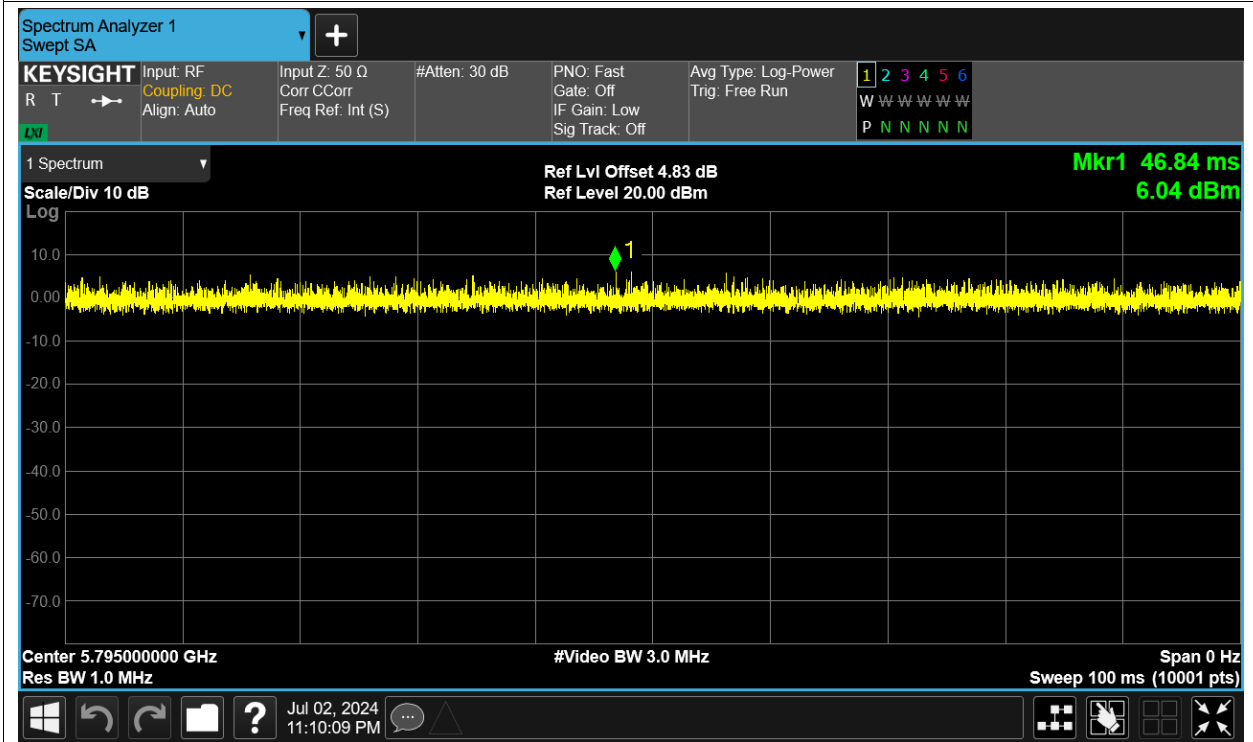 Spectrum Analyzer 1
Swept SA
KEYSIGHT
R T
LXI
Input: RF
Coupling: DC
Align: Auto
Input Z: 50 Ω
Corr CCorr
Freq Ref: Int (S)
#Atten: 30 dB
PNO: Fast
Gate: Off
IF Gain: Low
Sig Track: Off
Avg Type: Log-Power
Trig: Free Run
1 2 3 4 5 6
W W W W W W
P N N N N N
1 Spectrum
Scale/Div 10 dB
Log
Ref Lvl Offset 4.83 dB
Ref Level 20.00 dBm
Mkr1 46.84 ms
6.04 dBm
1
10.0
0.00
-10.0
-20.0
-30.0
-40.0
-50.0
-60.0
-70.0
Center 5.795000000 GHz
Res BW 1.0 MHz
#Video BW 3.0 MHz
Span 0 Hz
Sweep 100 ms (10001 pts)
?
Jul 02, 2024
11:10:09 PM